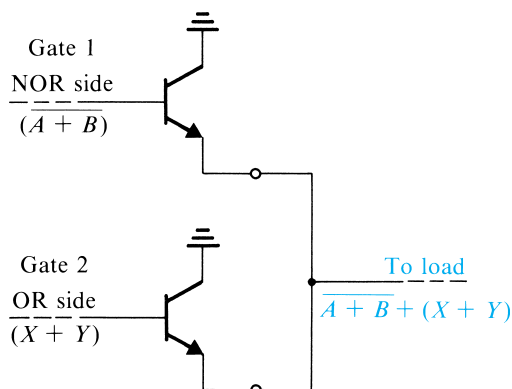 Gate 1
NOR side
(A̅ ̅+̅ ̅B̅)
Gate 2
OR side
(X + Y)
To load
A̅ ̅+̅ ̅B̅ + (X + Y)